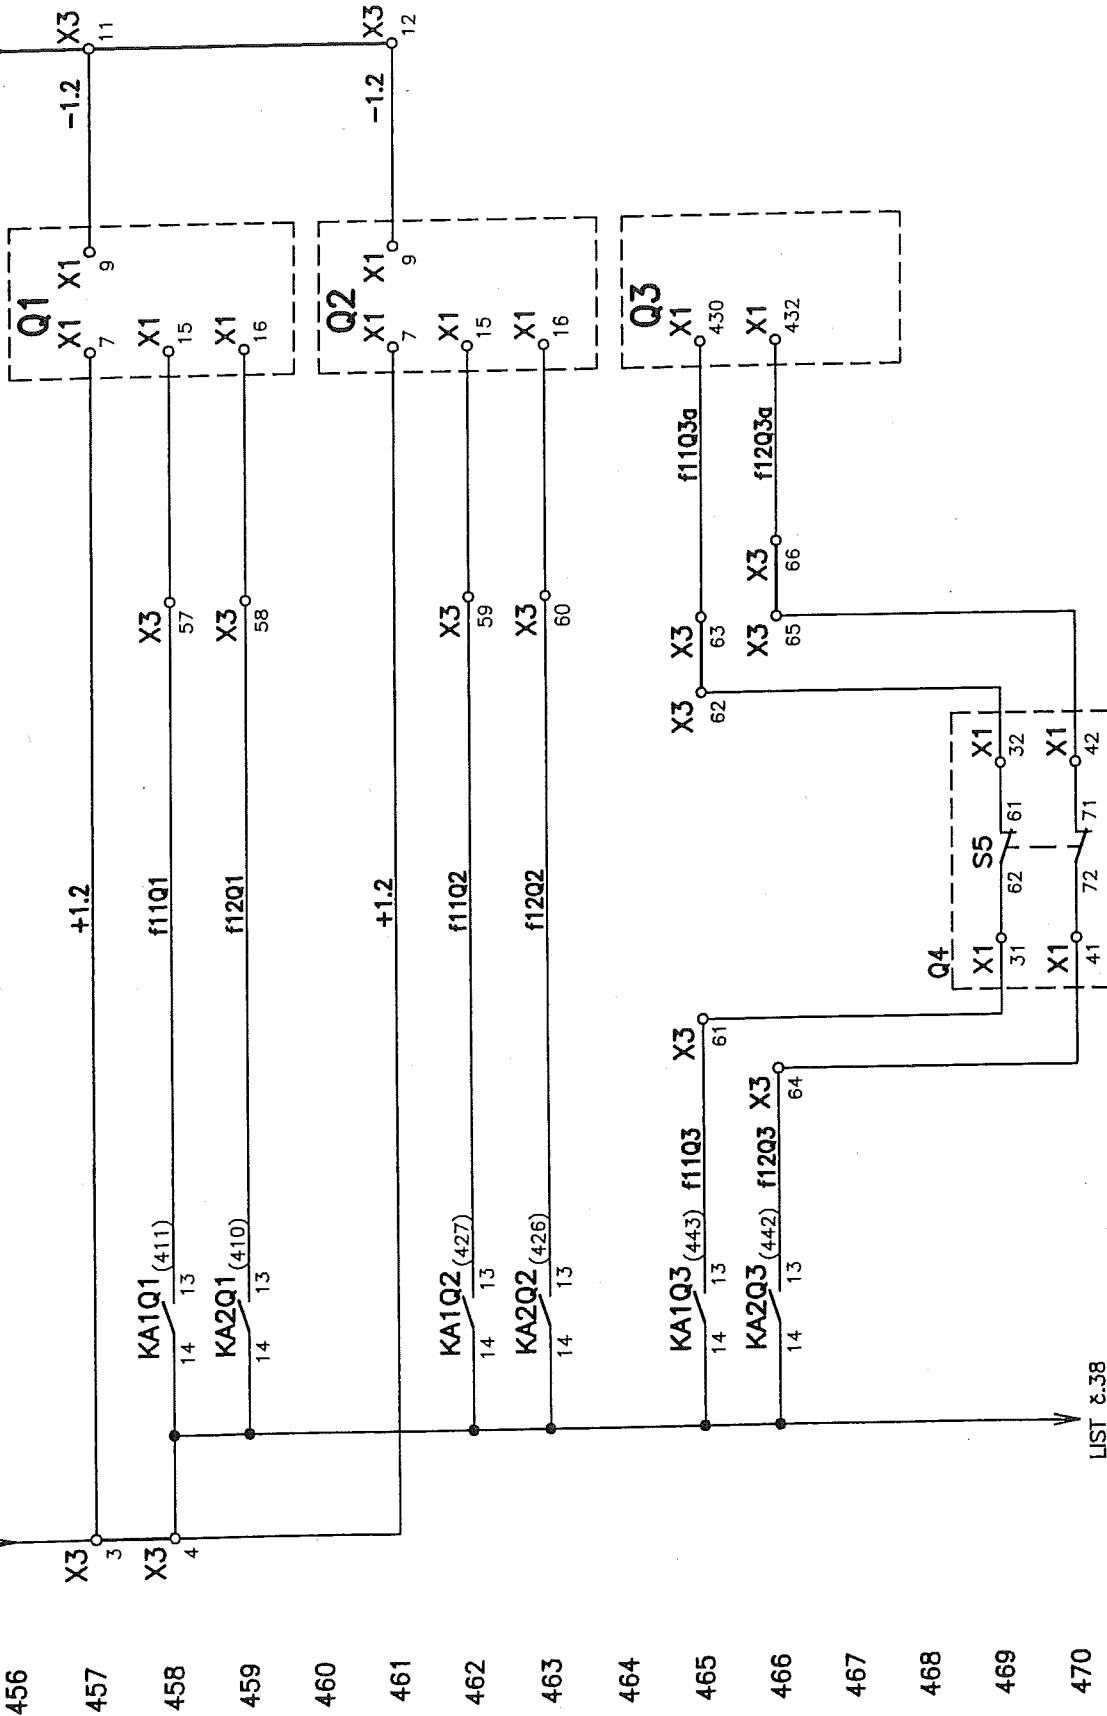 X3
11
X3
12
-1.2
-1.2
Q1
X1
7
X1
9
X1
15
X1
16
Q2
X1
7
X1
9
X1
15
X1
16
Q3
X1
430
X1
432
+1.2
f11Q1
X3
57
f12Q1
X3
58
+1.2
f11Q2
X3
59
f12Q2
X3
60
f11Q3a
f12Q3a
X3
62
X3
63
X3
65
X3
66
Q4
X1
31
S5
62
61
X1
32
X1
41
72
71
X1
42
X3
61
X3
64
KA1Q1 (411)
14
13
KA2Q1 (410)
14
13
KA1Q2 (427)
14
13
KA2Q2 (426)
14
13
KA1Q3 (443)
14
13
f11Q3
KA2Q3 (442)
14
13
f12Q3
X3
3
X3
4
LIST č.38
456
457
458
459
460
461
462
463
464
465
466
467
468
469
470